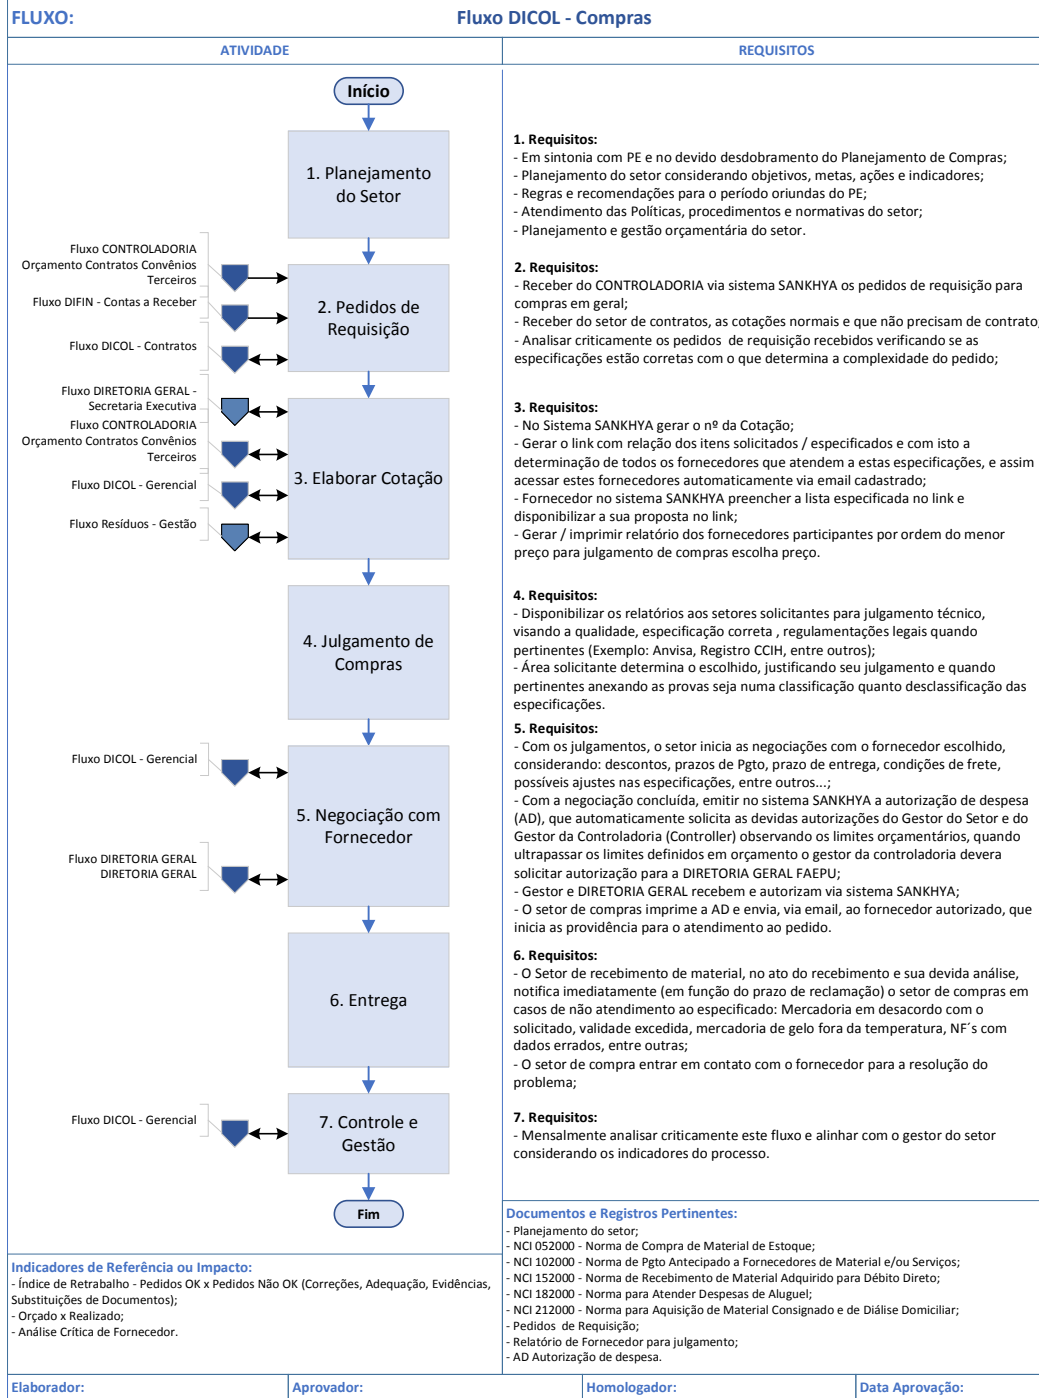 FLUXO:
Fluxo DICOL - Compras
ATIVIDADE
REQUISITOS
Início
1. Planejamento
do Setor
Fluxo CONTROLADORIA
Orçamento Contratos Convênios
Terceiros
Fluxo DIFIN - Contas a Receber
Fluxo DICOL - Contratos
2. Pedidos de
Requisição
Fluxo DIRETORIA GERAL -
Secretaria Executiva
Fluxo CONTROLADORIA
Orçamento Contratos Convênios
Terceiros
Fluxo DICOL - Gerencial
Fluxo Resíduos - Gestão
3. Elaborar Cotação
4. Julgamento de
Compras
Fluxo DICOL - Gerencial
Fluxo DIRETORIA GERAL
DIRETORIA GERAL
5. Negociação com
Fornecedor
6. Entrega
Fluxo DICOL - Gerencial
7. Controle e
Gestão
Fim
1. Requisitos:
- Em sintonia com PE e no devido desdobramento do Planejamento de Compras;
- Planejamento do setor considerando objetivos, metas, ações e indicadores;
- Regras e recomendações para o período oriundas do PE;
- Atendimento das Políticas, procedimentos e normativas do setor;
- Planejamento e gestão orçamentária do setor.
2. Requisitos:
- Receber do CONTROLADORIA via sistema SANKHYA os pedidos de requisição para
compras em geral;
- Receber do setor de contratos, as cotações normais e que não precisam de contrato;
- Analisar criticamente os pedidos  de requisição recebidos verificando se as
especificações estão corretas com o que determina a complexidade do pedido;
3. Requisitos:
- No Sistema SANKHYA gerar o nº da Cotação;
- Gerar o link com relação dos itens solicitados / especificados e com isto a
determinação de todos os fornecedores que atendem a estas especificações, e assim
acessar estes fornecedores automaticamente via email cadastrado;
- Fornecedor no sistema SANKHYA preencher a lista especificada no link e
disponibilizar a sua proposta no link;
- Gerar / imprimir relatório dos fornecedores participantes por ordem do menor
preço para julgamento de compras escolha preço.
4. Requisitos:
- Disponibilizar os relatórios aos setores solicitantes para julgamento técnico,
visando a qualidade, especificação correta , regulamentações legais quando
pertinentes (Exemplo: Anvisa, Registro CCIH, entre outros);
- Área solicitante determina o escolhido, justificando seu julgamento e quando
pertinentes anexando as provas seja numa classificação quanto desclassificação das
especificações.
5. Requisitos:
- Com os julgamentos, o setor inicia as negociações com o fornecedor escolhido,
considerando: descontos, prazos de Pgto, prazo de entrega, condições de frete,
possíveis ajustes nas especificações, entre outros...;
- Com a negociação concluída, emitir no sistema SANKHYA a autorização de despesa
(AD), que automaticamente solicita as devidas autorizações do Gestor do Setor e do
Gestor da Controladoria (Controller) observando os limites orçamentários, quando
ultrapassar os limites definidos em orçamento o gestor da controladoria devera
solicitar autorização para a DIRETORIA GERAL FAEPU;
- Gestor e DIRETORIA GERAL recebem e autorizam via sistema SANKHYA;
- O setor de compras imprime a AD e envia, via email, ao fornecedor autorizado, que
inicia as providência para o atendimento ao pedido.
6. Requisitos:
- O Setor de recebimento de material, no ato do recebimento e sua devida análise,
notifica imediatamente (em função do prazo de reclamação) o setor de compras em
casos de não atendimento ao especificado: Mercadoria em desacordo com o
solicitado, validade excedida, mercadoria de gelo fora da temperatura, NF´s com
dados errados, entre outras;
- O setor de compra entrar em contato com o fornecedor para a resolução do
problema;
7. Requisitos:
- Mensalmente analisar criticamente este fluxo e alinhar com o gestor do setor
considerando os indicadores do processo.
Indicadores de Referência ou Impacto:
- Índice de Retrabalho - Pedidos OK x Pedidos Não OK (Correções, Adequação, Evidências,
Substituições de Documentos);
- Orçado x Realizado;
- Análise Crítica de Fornecedor.
Documentos e Registros Pertinentes:
- Planejamento do setor;
- NCI 052000 - Norma de Compra de Material de Estoque;
- NCI 102000 - Norma de Pgto Antecipado a Fornecedores de Material e/ou Serviços;
- NCI 152000 - Norma de Recebimento de Material Adquirido para Débito Direto;
- NCI 182000 - Norma para Atender Despesas de Aluguel;
- NCI 212000 - Norma para Aquisição de Material Consignado e de Diálise Domiciliar;
- Pedidos  de Requisição;
- Relatório de Fornecedor para julgamento;
- AD Autorização de despesa.
Elaborador:
Aprovador:
Homologador:
Data Aprovação: